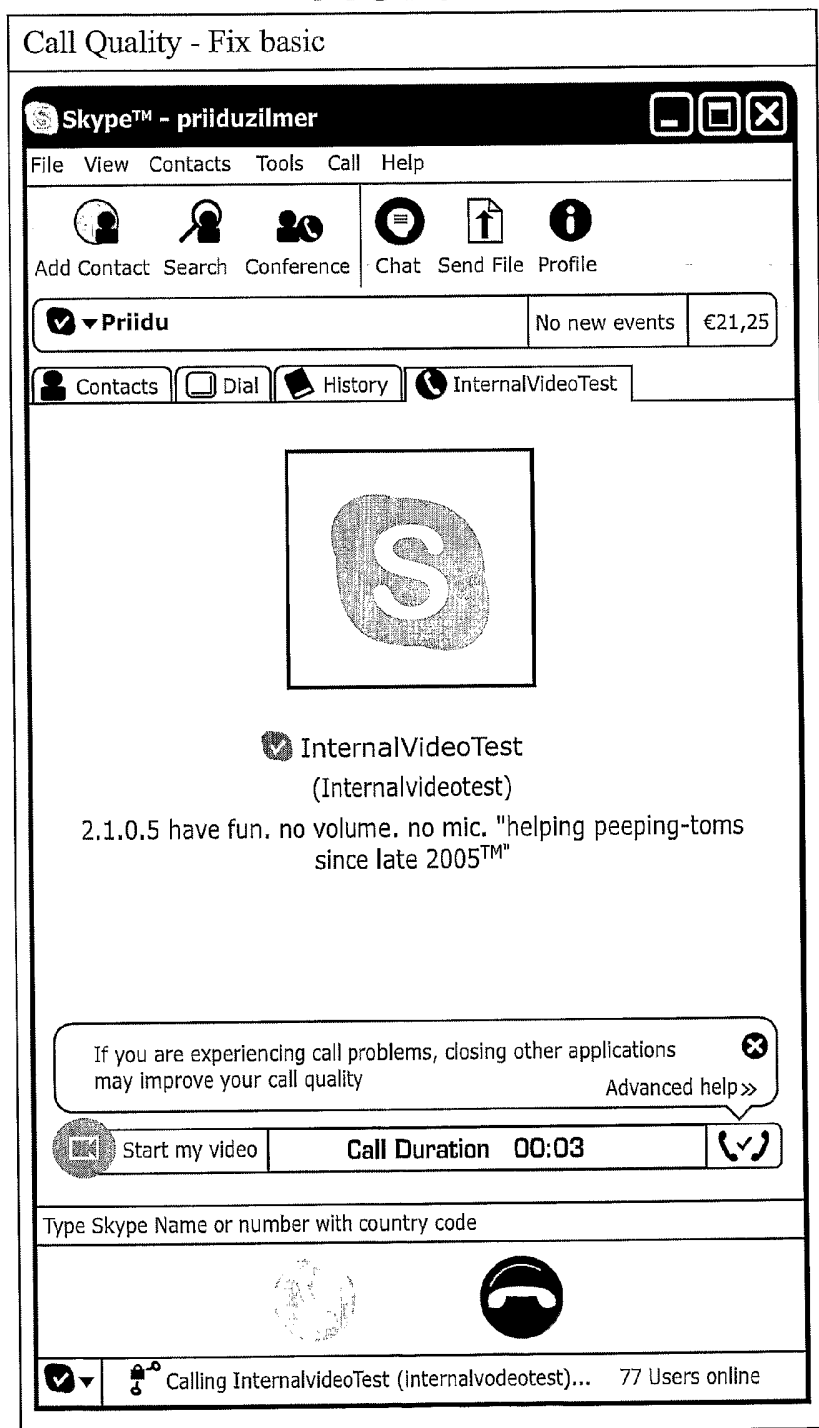 Call Quality - Fix basic
Skype™ - priiduzilmer
File View Contacts Tools Call Help
Add Contact Search Conference Chat Send File Profile
Priidu No new events €21,25
Contacts Dial History InternalVideoTest
S
InternalVideoTest
(Internalvideotest)
2.1.0.5 have fun. no volume. no mic. "helping peeping-toms
since late 2005™"
If you are experiencing call problems, closing other applications
may improve your call quality
Advanced help»
Start my video Call Duration 00:03
Type Skype Name or number with country code
Calling InternalvideoTest (internalvodeotest)... 77 Users online